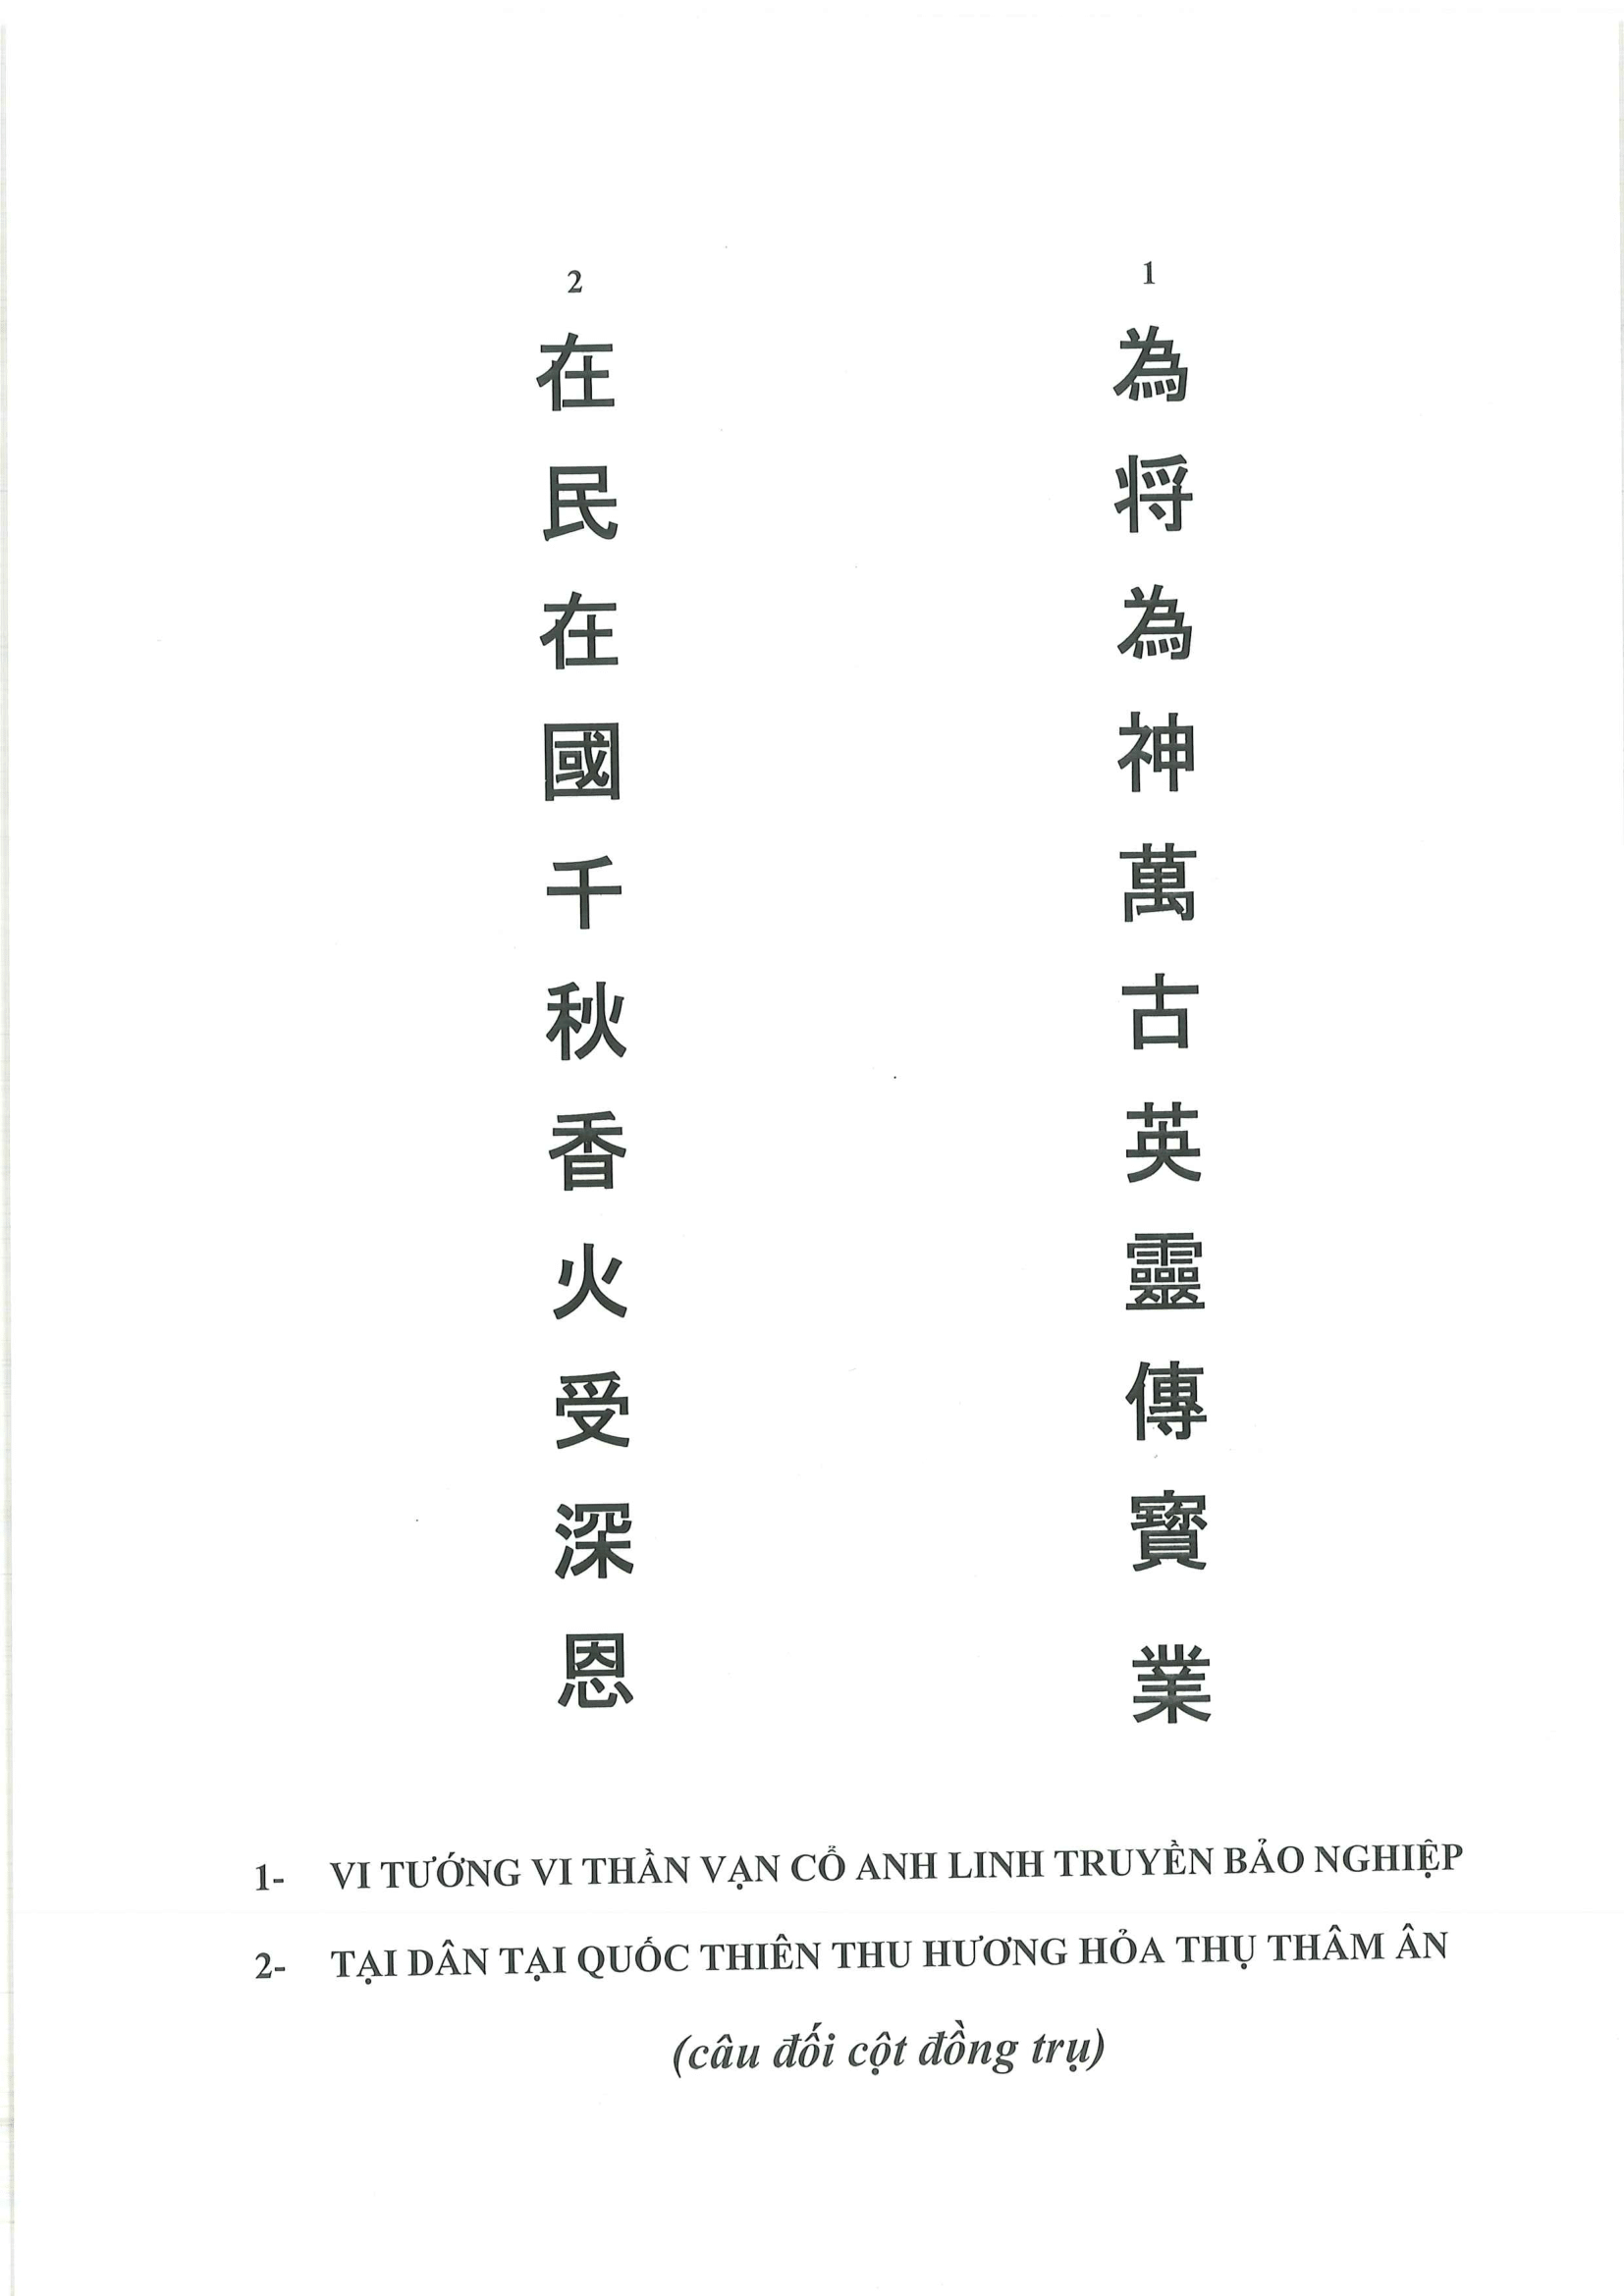 1
為将為神萬古英靈傳寳業
2
在民在國千秋香火受深恩
1- VI TƯỚNG VI THẦN VẠN CỔ ANH LINH TRUYỀN BẢO NGHIỆP
2- TẠI DÂN TẠI QUỐC THIÊN THU HƯƠNG HỎA THỤ THÂM ÂN
(câu đối cột đồng trụ)